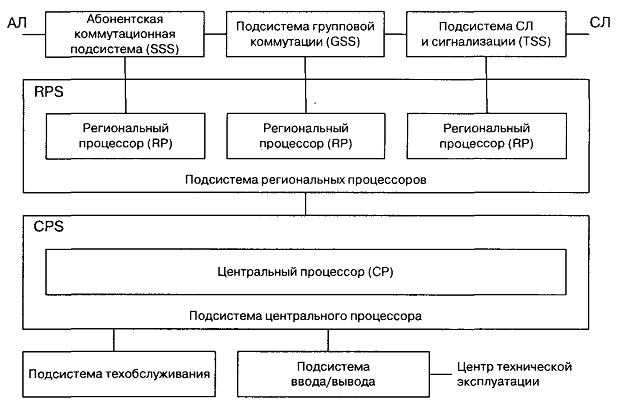 АЛ
Абонентская
коммутационная
подсистема (SSS)
Подсистема групповой
коммутации (GSS)
Подсистема СЛ
и сигнализации (TSS)
СЛ
RPS
Региональный
процессор (RP)
Региональный
процессор (RP)
Региональный
процессор (RP)
Подсистема региональных процессоров
CPS
Центральный процессор (CP)
Подсистема центрального процессора
Подсистема техобслуживания
Подсистема
ввода/вывода
Центр технической
эксплуатации